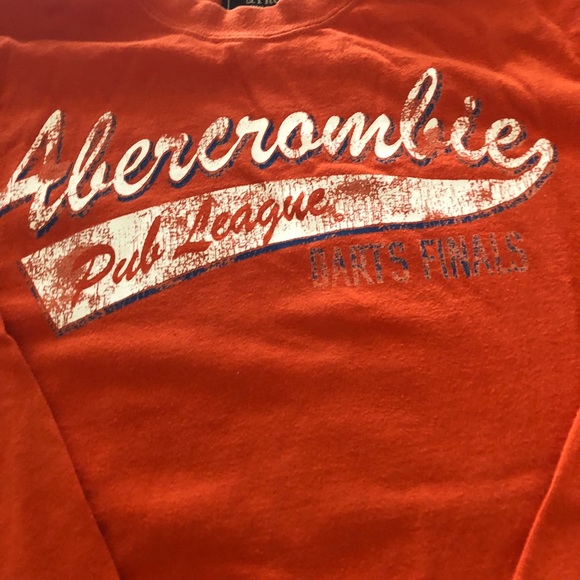 Abercrombie
Pub League
DARTS FINALS